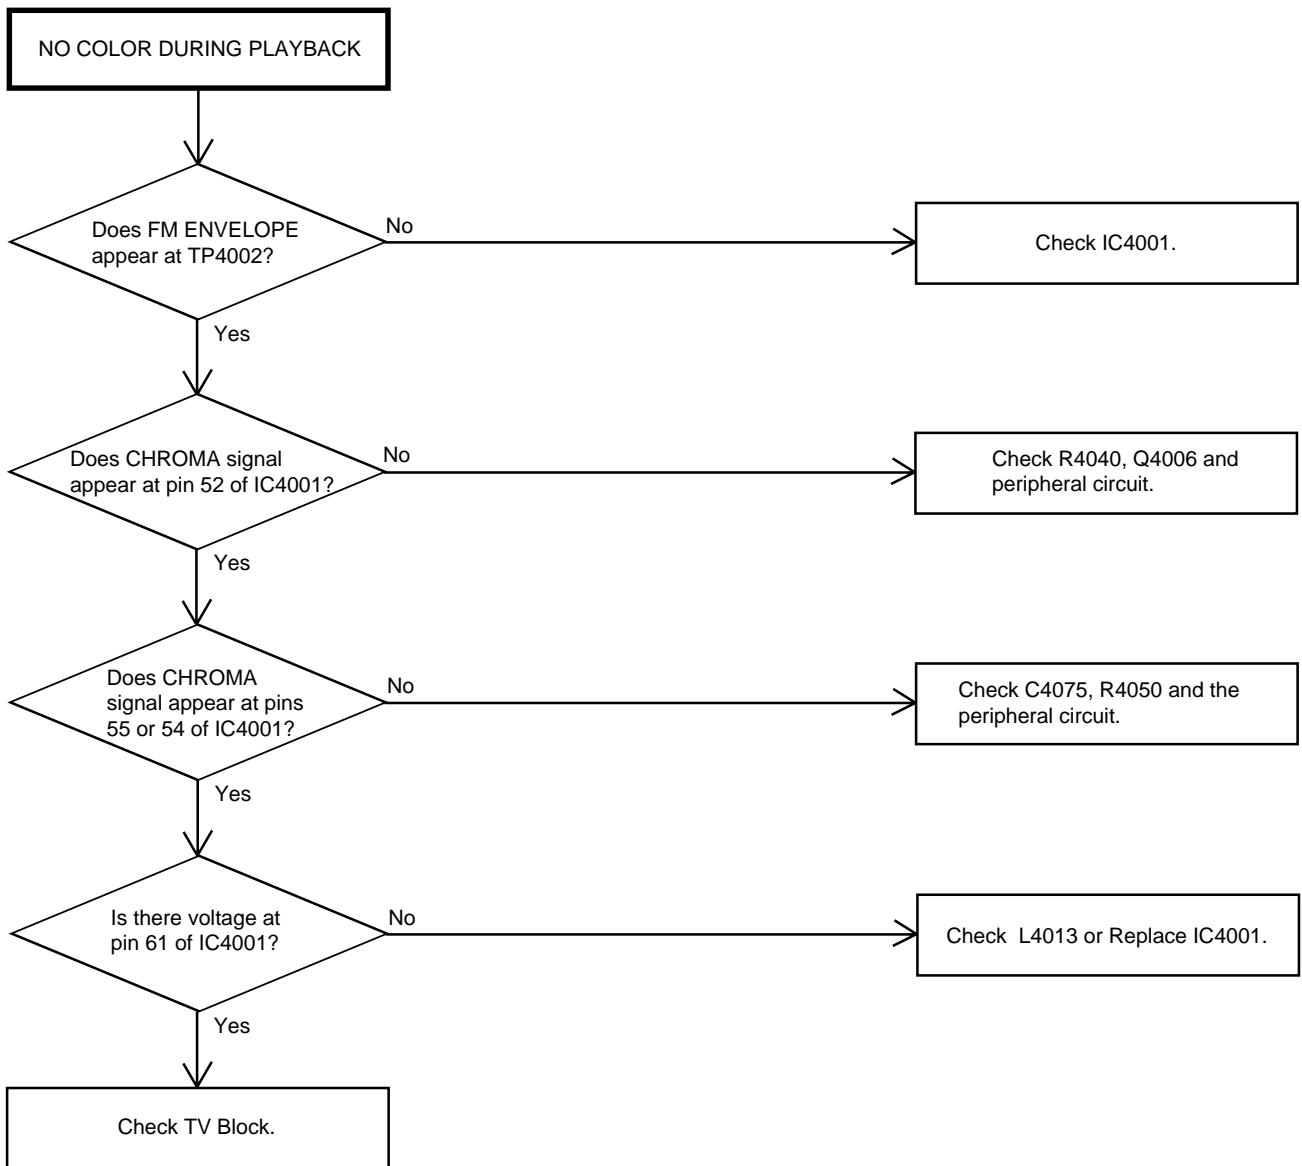 NO COLOR DURING PLAYBACK
Does FM ENVELOPE
appear at TP4002?
No
Check IC4001.
Yes
Does CHROMA signal
appear at pin 52 of IC4001?
No
Check R4040, Q4006 and
peripheral circuit.
Yes
Does CHROMA
signal appear at pins
55 or 54 of IC4001?
No
Check C4075, R4050 and the
peripheral circuit.
Yes
Is there voltage at
pin 61 of IC4001?
No
Check  L4013 or Replace IC4001.
Yes
Check TV Block.